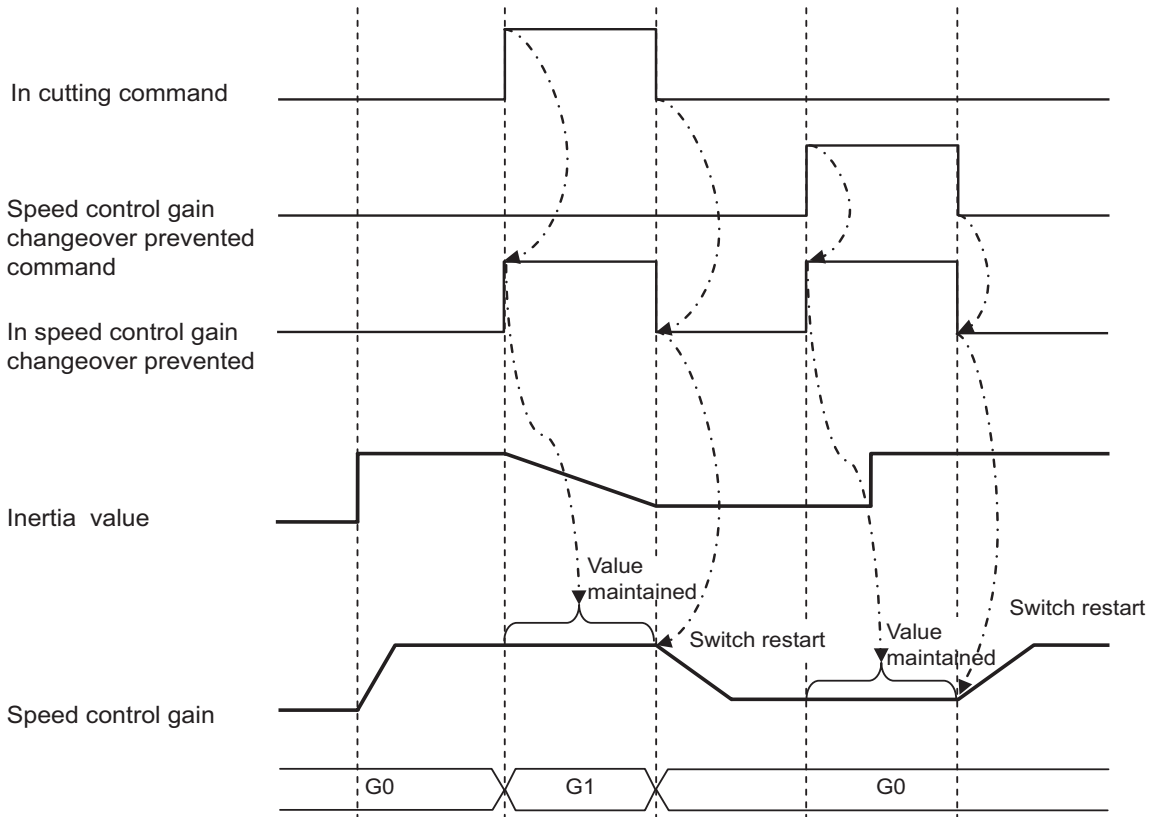 In cutting command
Speed control gain
changeover prevented
command
In speed control gain
changeover prevented
Inertia value
Value
maintained
Switch restart
Value
maintained
Switch restart
Speed control gain
G0
G1
G0